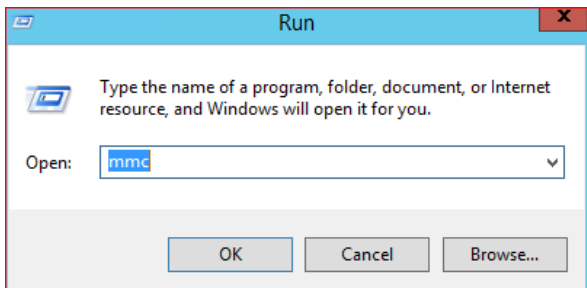 Run
x
Type the name of a program, folder, document, or Internet
resource, and Windows will open it for you.
Open: mmc
OK Cancel Browse...